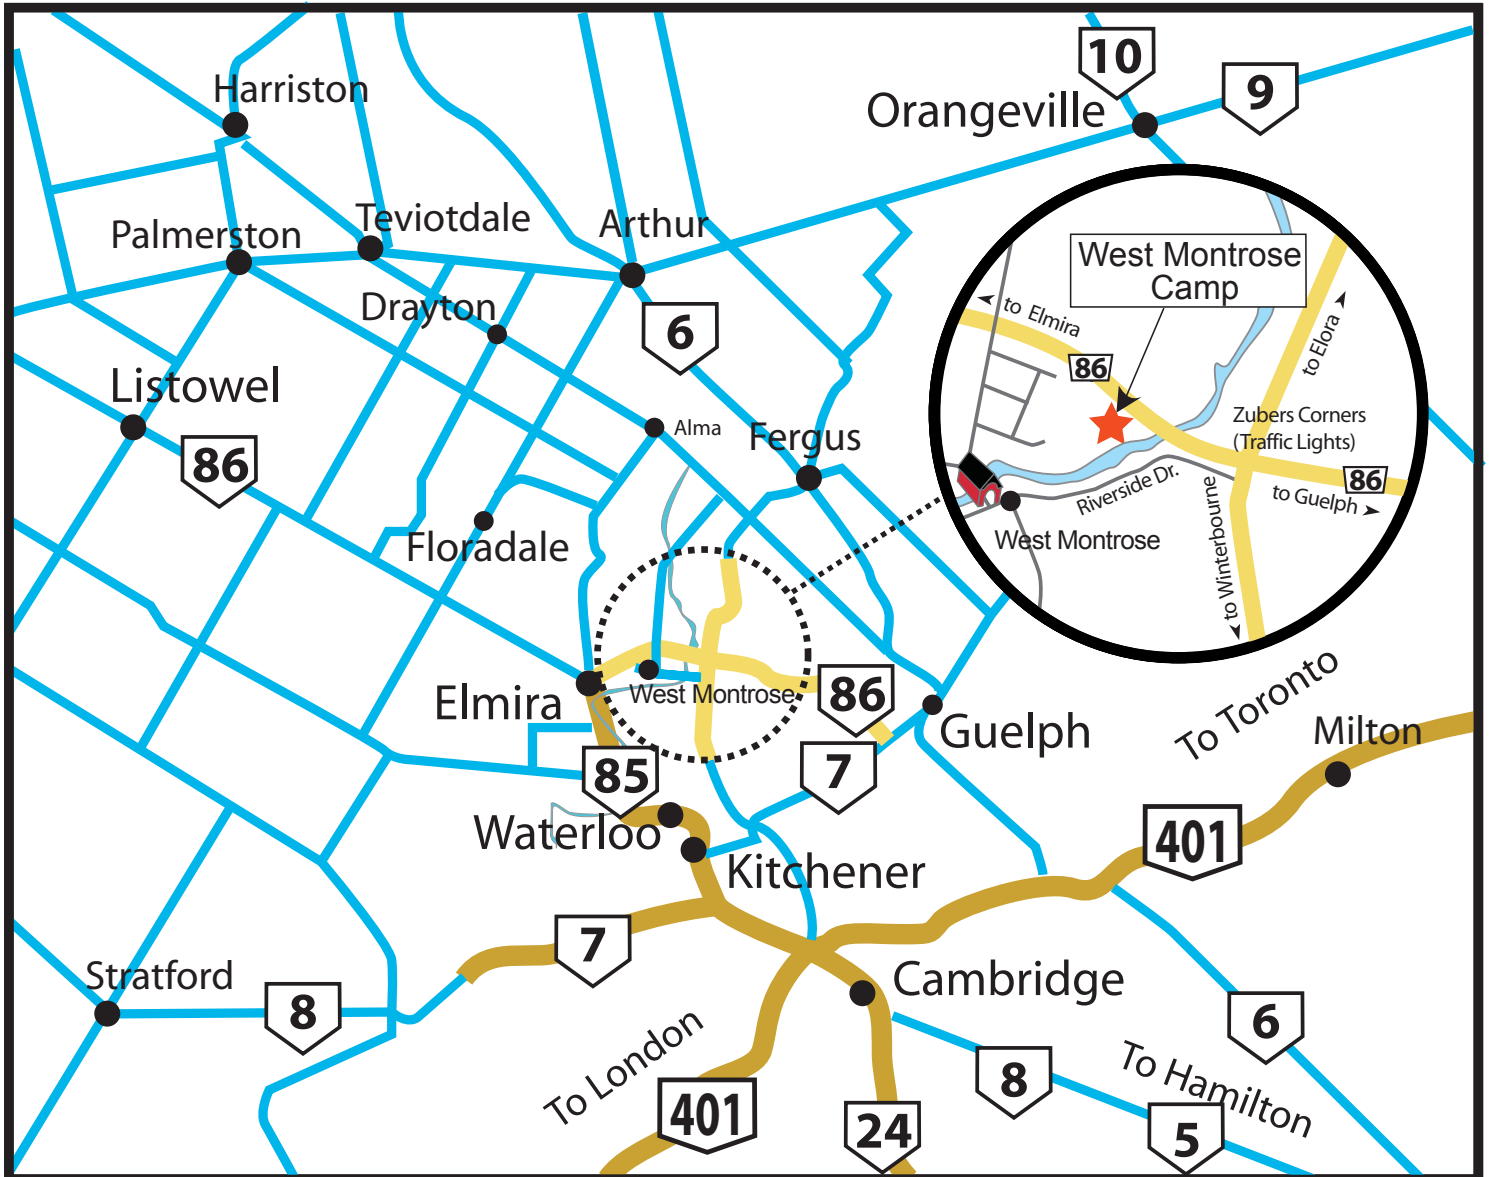 10
9
Harriston
Orangeville
Palmerston
Teviotdale
Arthur
Drayton
6
Listowel
86
Alma
Fergus
Floradale
West Montrose
Camp
to Elmira
86
to Elora
Zubers Corners
(Traffic Lights)
86
to Guelph
Riverside Dr.
to Winterbourne
West Montrose
Elmira
West Montrose
86
Guelph
To Toronto
Milton
85
7
Waterloo
Kitchener
401
7
Stratford
8
Cambridge
6
To London
401
24
8
To Hamilton
5